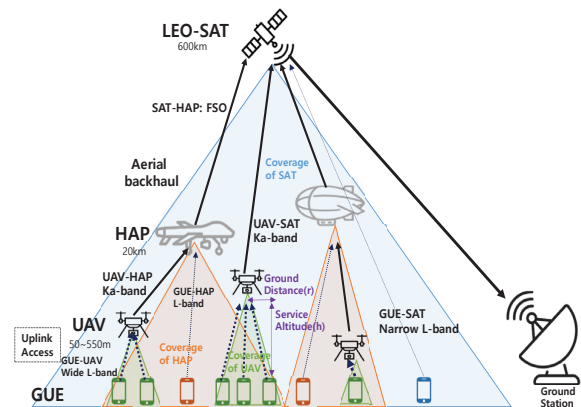 LEO-SAT
600km
SAT-HAP: FSO
Aerial
backhaul
Coverage
of SAT
HAP
20km
UAV-SAT
Ka-band
UAV-HAP
Ka-band
GUE-HAP
L-band
Ground
Distance(r)
Service
Altitude(h)
GUE-SAT
Narrow L-band
UAV
50~550m
Uplink
Access
GUE-UAV
Wide L-band
Coverage
of HAP
Coverage
of UAV
GUE
Ground
Station